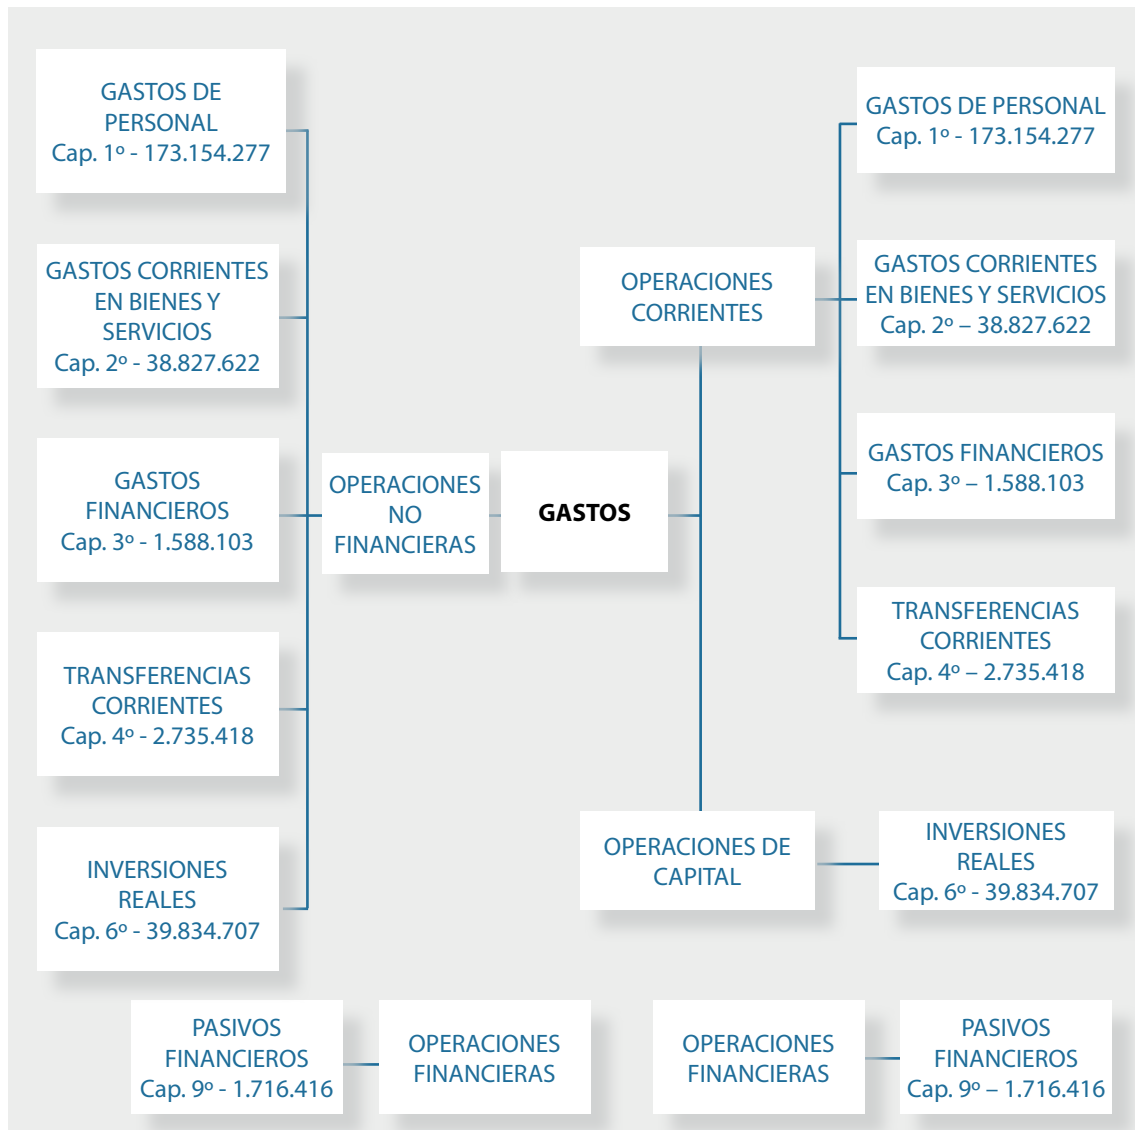 GASTOS DE
PERSONAL
Cap. 1º - 173.154.277
GASTOS CORRIENTES
EN BIENES Y
SERVICIOS
Cap. 2º - 38.827.622
GASTOS
FINANCIEROS
Cap. 3º - 1.588.103
TRANSFERENCIAS
CORRIENTES
Cap. 4º - 2.735.418
INVERSIONES
REALES
Cap. 6º - 39.834.707
OPERACIONES
NO
FINANCIERAS
GASTOS
OPERACIONES
CORRIENTES
GASTOS DE PERSONAL
Cap. 1º - 173.154.277
GASTOS CORRIENTES
EN BIENES Y SERVICIOS
Cap. 2º – 38.827.622
GASTOS FINANCIEROS
Cap. 3º – 1.588.103
TRANSFERENCIAS
CORRIENTES
Cap. 4º – 2.735.418
OPERACIONES DE
CAPITAL
INVERSIONES
REALES
Cap. 6º - 39.834.707
PASIVOS
FINANCIEROS
Cap. 9º - 1.716.416
OPERACIONES
FINANCIERAS
OPERACIONES
FINANCIERAS
PASIVOS
FINANCIEROS
Cap. 9º – 1.716.416